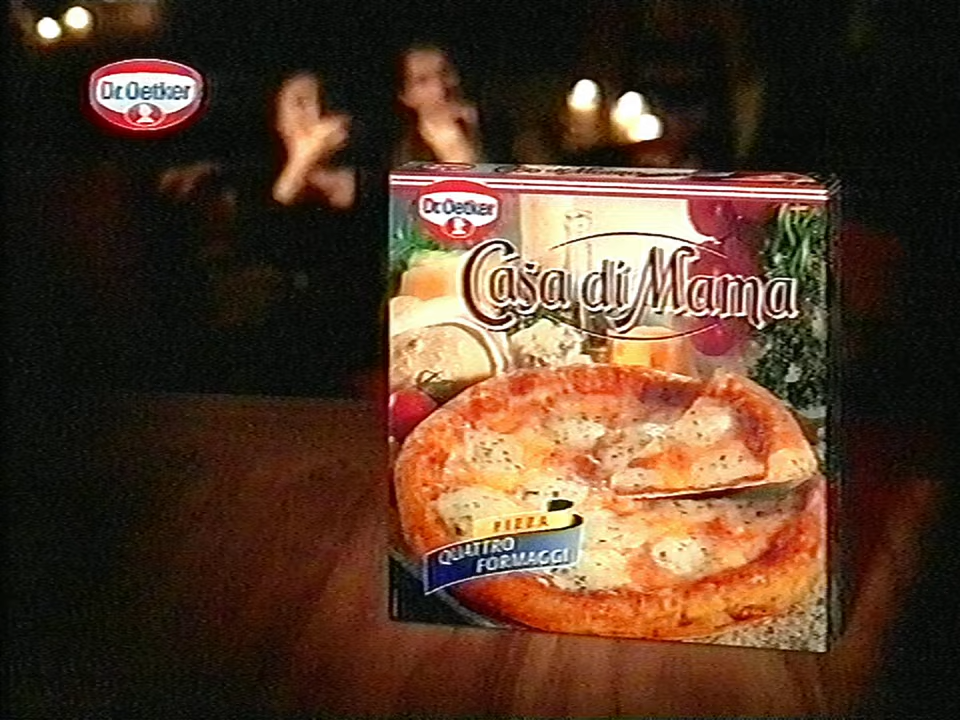 Dr. Oetker
Dr. Oetker
Casa di Mama
PIZZA
QUATTRO
FORMAGGI